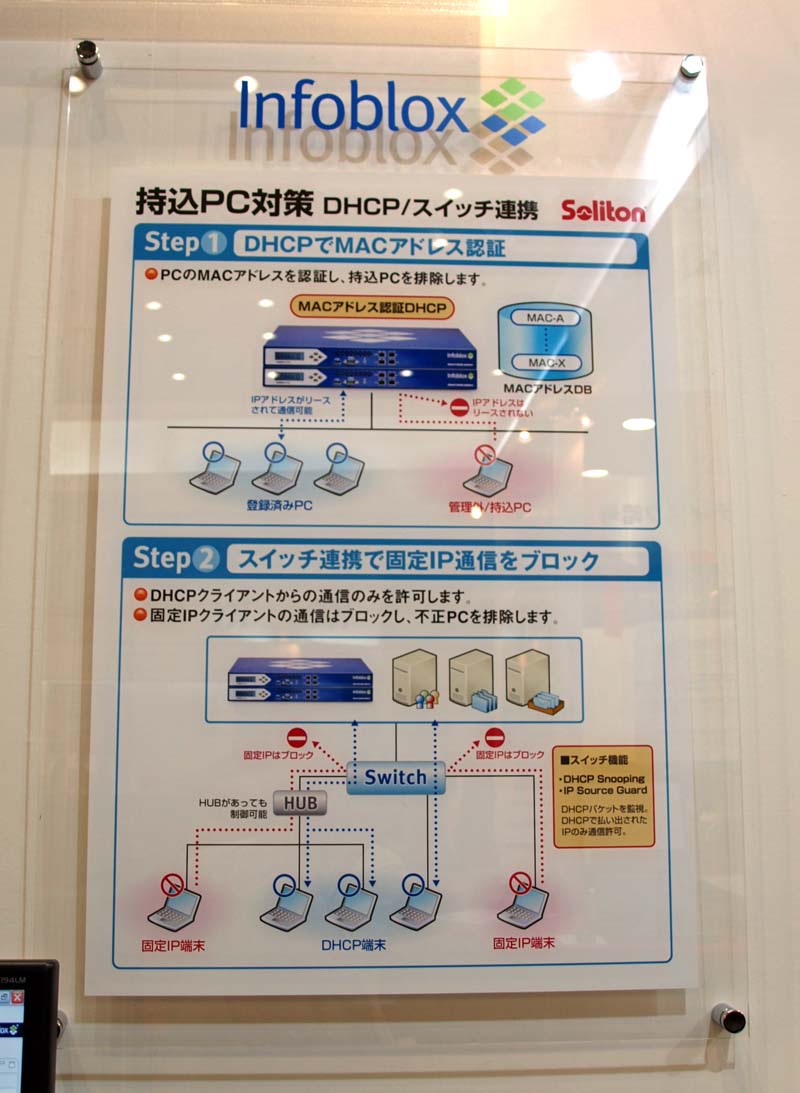 Infoblox
持込PC対策 DHCP/スイッチ連携 Soliton
Step 1 DHCPでMACアドレス認証
PCのMACアドレスを認証し、持込PCを排除します。
MACアドレス認証DHCP
MAC-A
MAC-X
MACアドレスDB
Infoblox
Infoblox
IPアドレスがリース
されて通信可能
IPアドレスは
リースされない
登録済みPC
管理外/持込PC
Step 2 スイッチ連携で固定IP通信をブロック
DHCPクライアントからの通信のみを許可します。
固定IPクライアントの通信はブロックし、不正PCを排除します。
Infoblox
Infoblox
固定IPはブロック
固定IPはブロック
Switch
HUBがあっても
制御可能
HUB
■スイッチ機能
・DHCP Snooping
・IP Source Guard
DHCPパケットを監視。
DHCPで払い出された
IPのみ通信許可。
固定IP端末
DHCP端末
固定IP端末